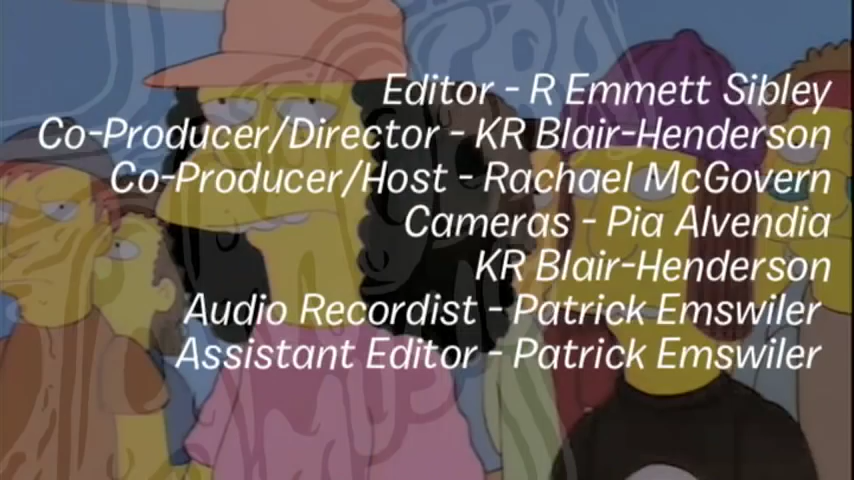 Editor - R Emmett Sibley
Co-Producer/Director - KR Blair-Henderson
Co-Producer/Host - Rachael McGovern
Cameras - Pia Alvendia
KR Blair-Henderson
Audio Recordist - Patrick Emswiler
Assistant Editor - Patrick Emswiler